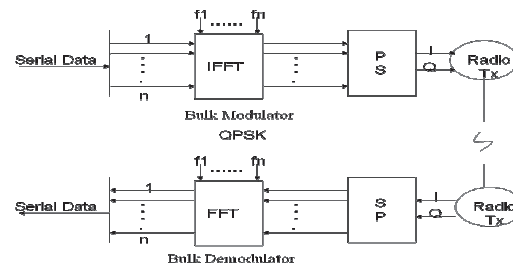 f1 ...... fn
Serial Data 1 n IFFT P S I Q Radio Tx
Bulk Modulator
QPSK
f1 ...... fn
Serial Data 1 n FFT S P I Q Radio Tx
Bulk Demodulator